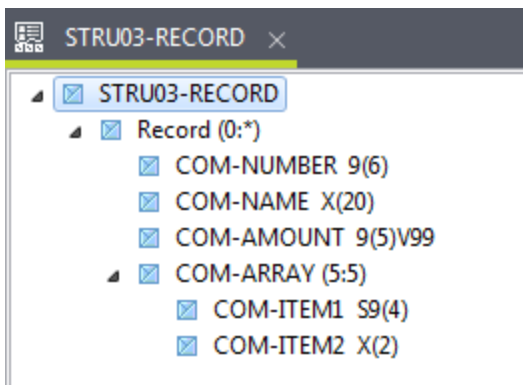 STRU03-RECORD ×
STRU03-RECORD
Record (0:*)
COM-NUMBER 9(6)
COM-NAME X(20)
COM-AMOUNT 9(5)V99
COM-ARRAY (5:5)
COM-ITEM1 S9(4)
COM-ITEM2 X(2)